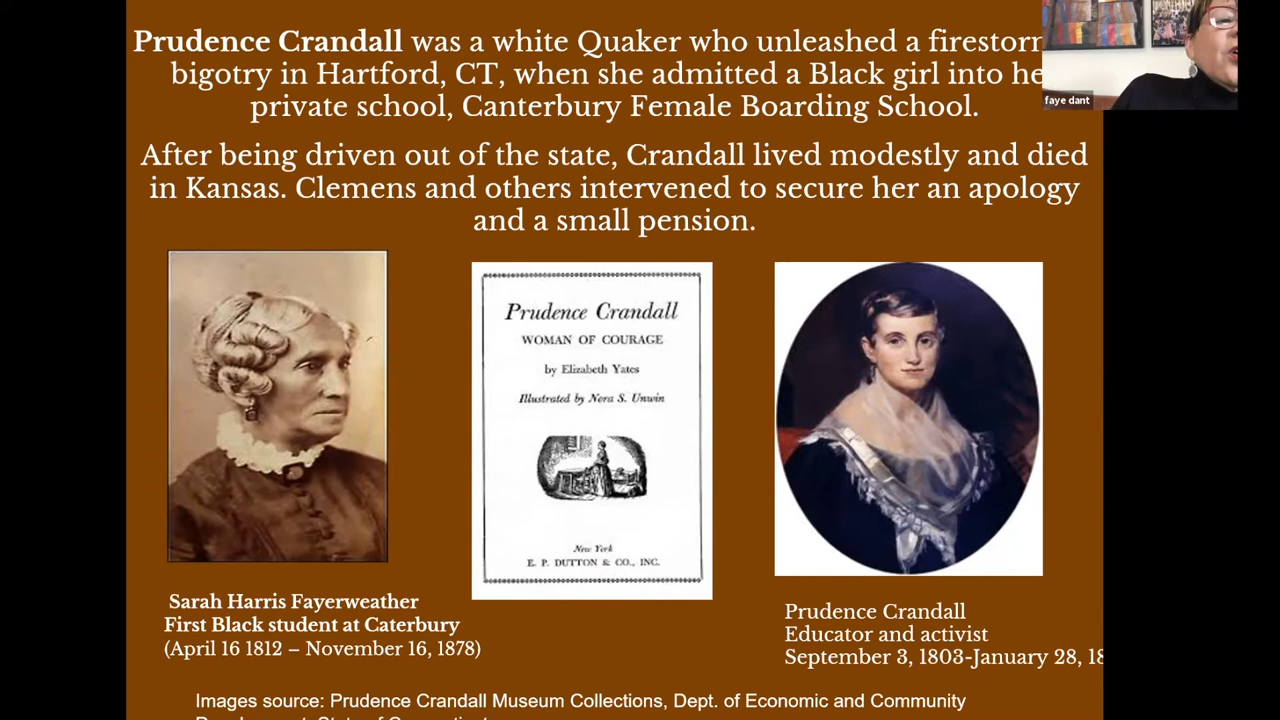 Prudence Crandall was a white Quaker who unleashed a firestor
bigotry in Hartford, CT, when she admitted a Black girl into he
private school, Canterbury Female Boarding School.
After being driven out of the state, Crandall lived modestly and died
in Kansas. Clemens and others intervened to secure her an apology
and a small pension.
faye dant
Prudence Crandall
WOMAN OF COURAGE
by Elizabeth Yates
Illustrated by Nora S. Unwin
New York
E. P. DUTTON & CO., INC.
Sarah Harris Fayerweather
First Black student at Caterbury
(April 16 1812 – November 16, 1878)
Prudence Crandall
Educator and activist
September 3, 1803-January 28, 18
Images source: Prudence Crandall Museum Collections, Dept. of Economic and Community